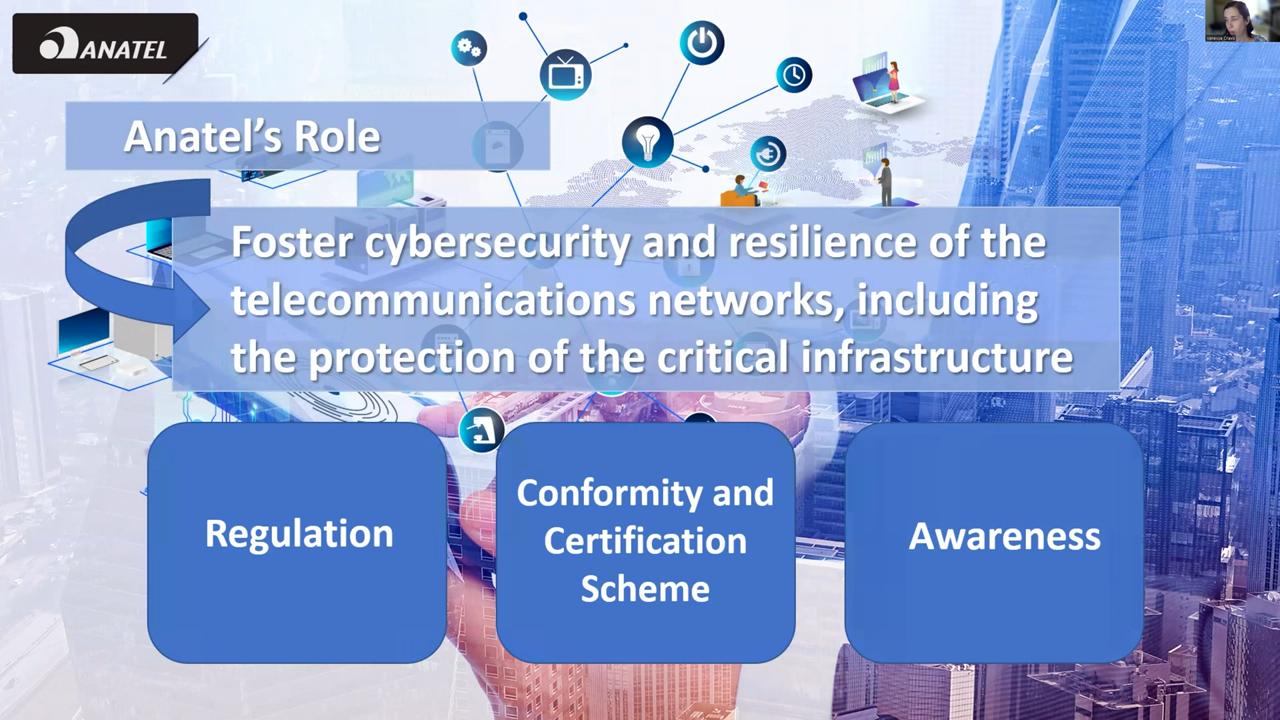 ANATEL
Anatel's Role
Foster cybersecurity and resilience of the
telecommunications networks, including
the protection of the critical infrastructure
Regulation
Conformity and
Certification
Scheme
Awareness